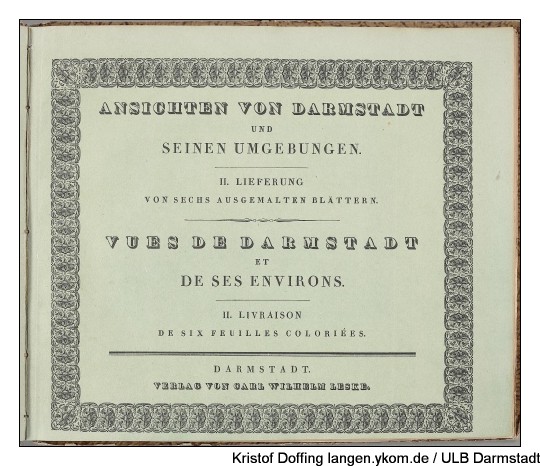 ANSICHTEN VON DARMSTADT
UND
SEINEN UMGEBUNGEN.
II. LIEFERUNG
VON SECHS AUSGEMALTEN BLÄTTERN.
VUES DE DARMSTADT
ET
DE SES ENVIRONS.
II. LIVRAISON
DE SIX FEUILLES COLORIÉES.
DARMSTADT.
VERLAG VON CARL WILHELM LESKE.
Kristof Doffing langen.ykom.de / ULB Darmstadt